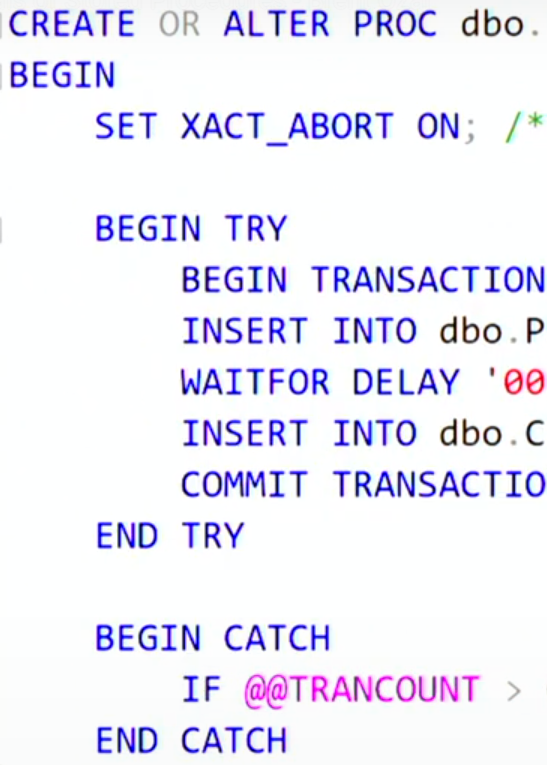 CREATE OR ALTER PROC dbo.
BEGIN
SET XACT_ABORT ON; /*
BEGIN TRY
BEGIN TRANSACTION
INSERT INTO dbo.P
WAITFOR DELAY '00
INSERT INTO dbo.C
COMMIT TRANSACTIO
END TRY
BEGIN CATCH
IF @@TRANCOUNT >
END CATCH